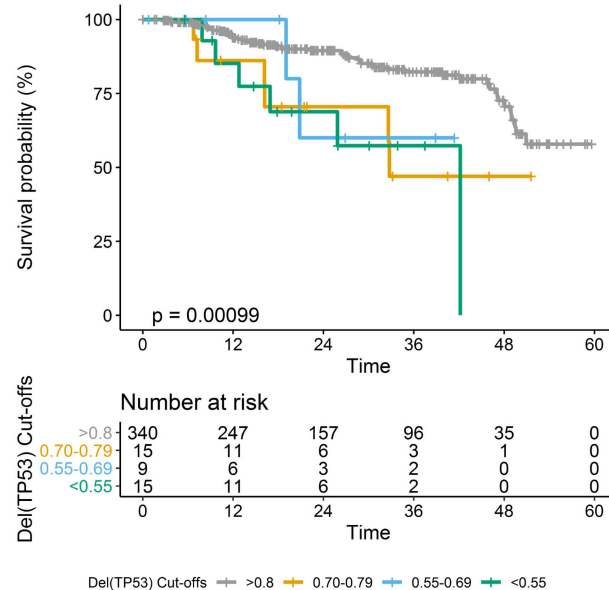 Survival probability (%)
100
75
50
25
0
p = 0.00099
0 12 24 36 48 60
Time
Number at risk
Del(TP53) Cut-offs
>0.8 340 247 157 96 35 0
0.70-0.79 15 11 6 3 1 0
0.55-0.69 9 6 3 2 0 0
<0.55 15 11 6 2 0 0
0 12 24 36 48 60
Time
Del(TP53) Cut-offs >0.8 0.70-0.79 0.55-0.69 <0.55